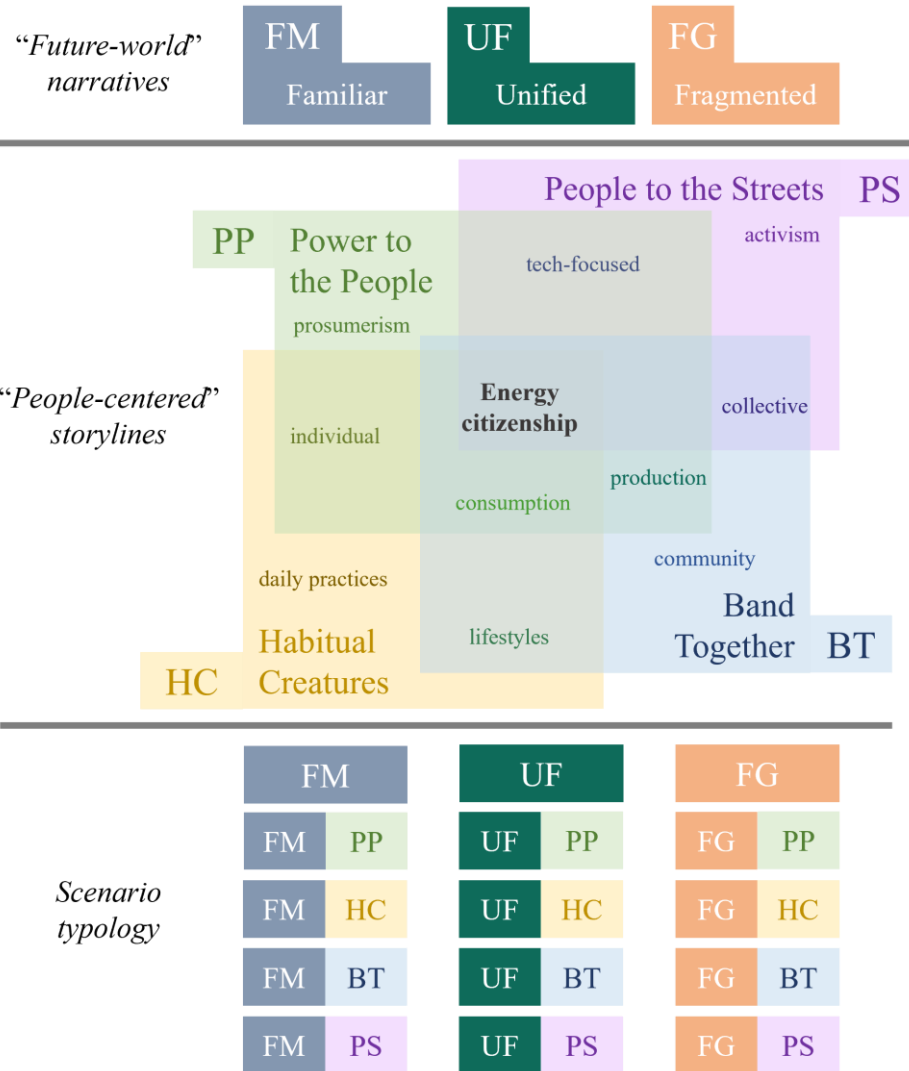 “Future-world”
narratives
FM
Familiar
UF
Unified
FG
Fragmented
“People-centered”
storylines
People to the Streets
PS
activism
PP
Power to
the People
prosumerism
tech-focused
Energy
citizenship
individual
collective
consumption
production
daily practices
community
Habitual
Creatures
HC
lifestyles
Band
Together
BT
Scenario
typology
FM
UF
FG
FM PP
UF PP
FG PP
FM HC
UF HC
FG HC
FM BT
UF BT
FG BT
FM PS
UF PS
FG PS